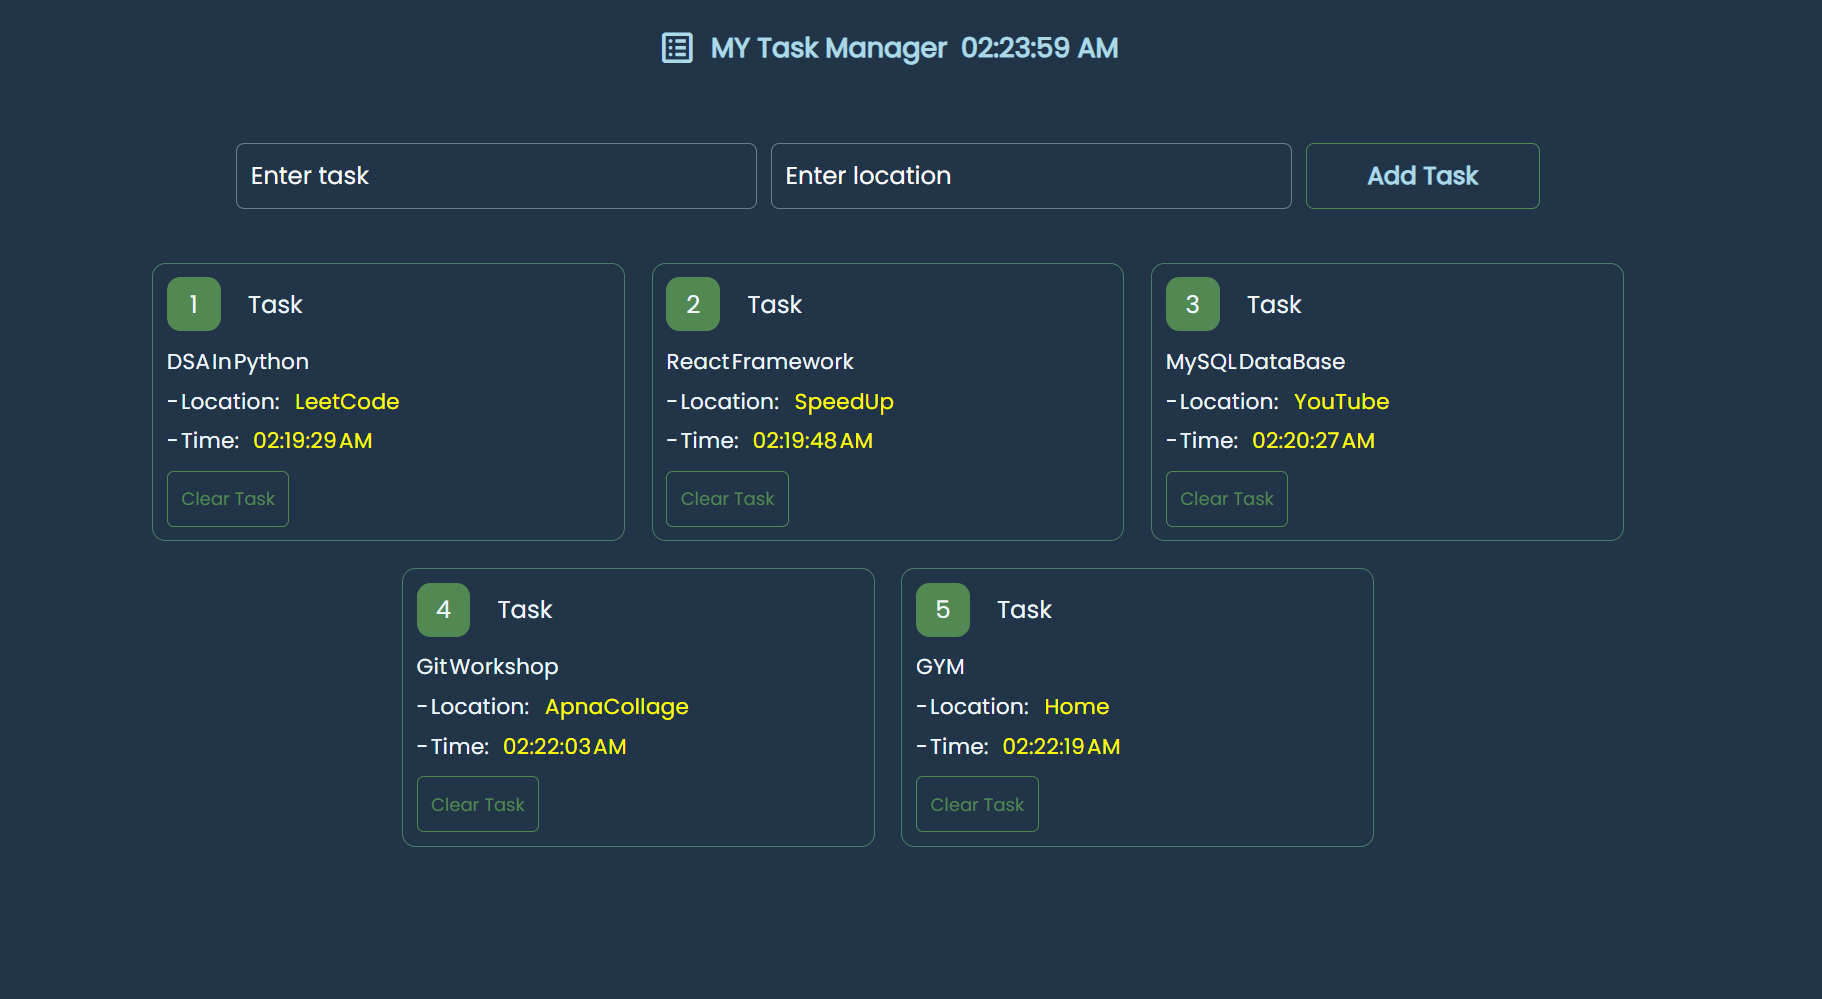 MY Task Manager 02:23:59 AM
Enter task
Enter location
Add Task
1 Task
DSA In Python
- Location: LeetCode
- Time: 02:19:29 AM
Clear Task
2 Task
React Framework
- Location: SpeedUp
- Time: 02:19:48 AM
Clear Task
3 Task
MySQL DataBase
- Location: YouTube
- Time: 02:20:27 AM
Clear Task
4 Task
Git Workshop
- Location: ApnaCollage
- Time: 02:22:03 AM
Clear Task
5 Task
GYM
- Location: Home
- Time: 02:22:19 AM
Clear Task